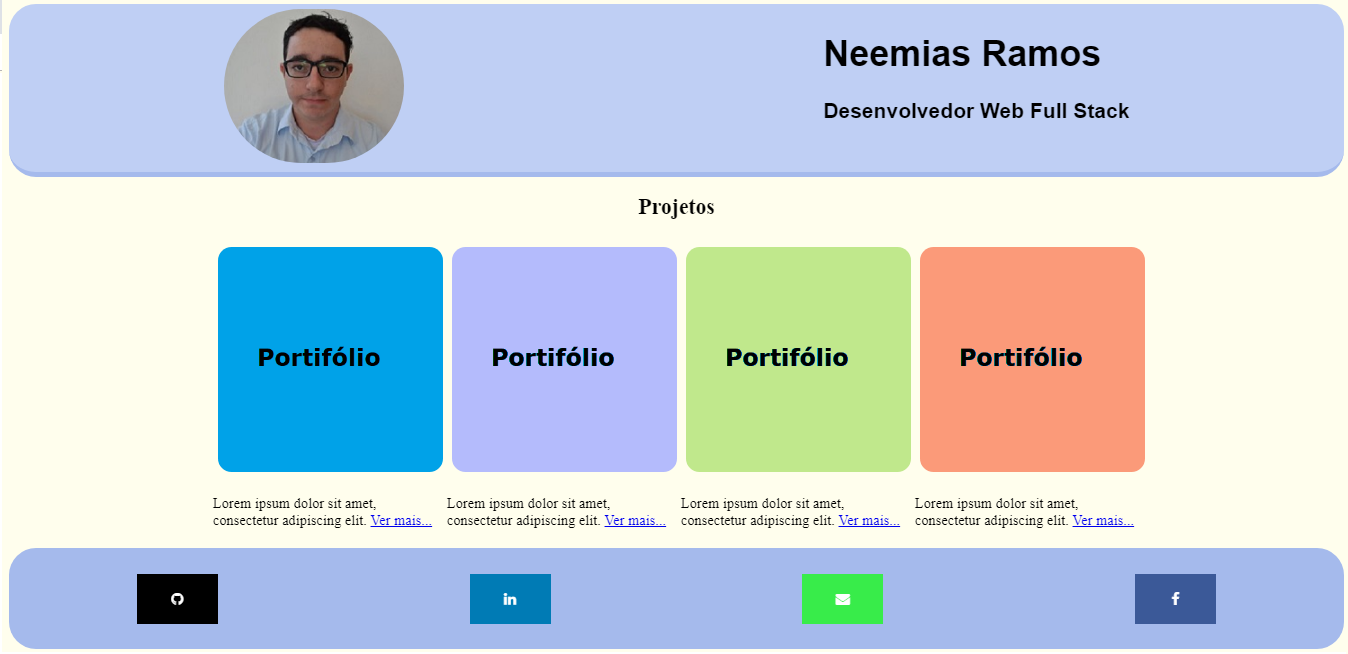 Neemias Ramos
Desenvolvedor Web Full Stack
Projetos
Portifólio
Portifólio
Portifólio
Portifólio
Lorem ipsum dolor sit amet,
consectetur adipiscing elit. Ver mais...
Lorem ipsum dolor sit amet,
consectetur adipiscing elit. Ver mais...
Lorem ipsum dolor sit amet,
consectetur adipiscing elit. Ver mais...
Lorem ipsum dolor sit amet,
consectetur adipiscing elit. Ver mais...
in
f